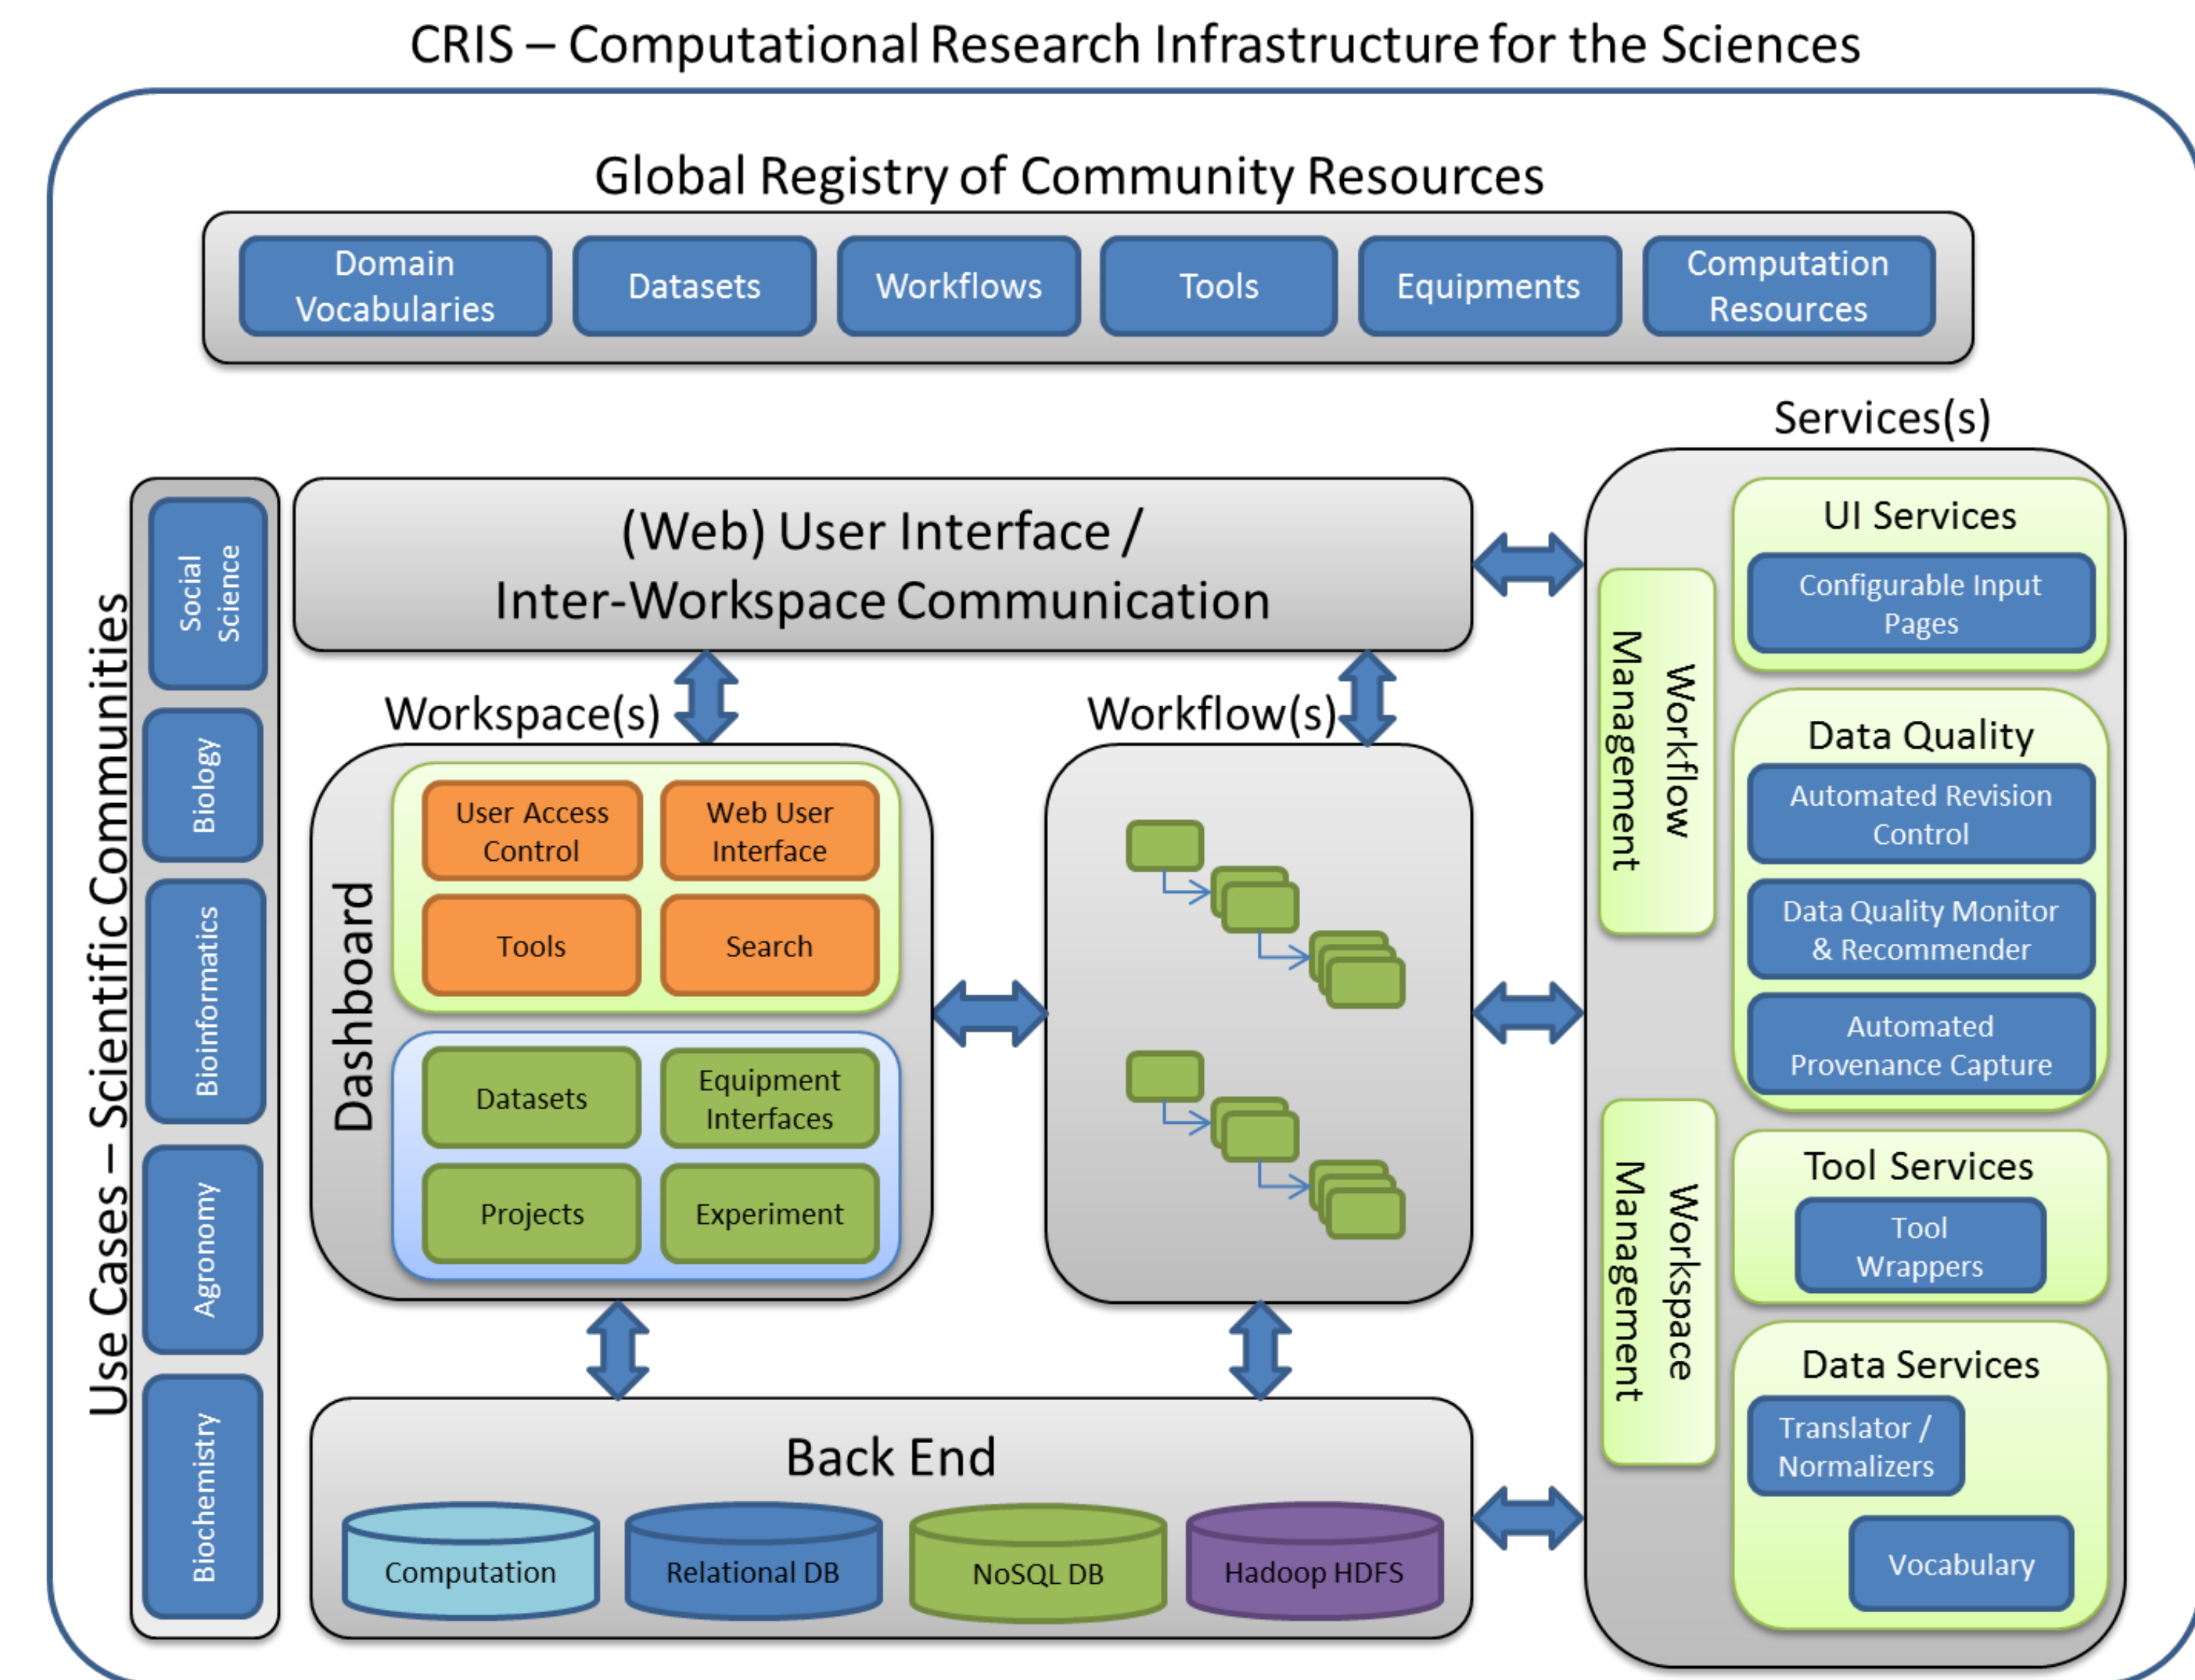 CRIS – Computational Research Infrastructure for the Sciences
Global Registry of Community Resources
Domain
Vocabularies
Datasets
Workflows
Tools
Equipments
Computation
Resources
Use Cases – Scientific Communities
Social
Science
Biology
Bioinformatics
Agronomy
Biochemistry
(Web) User Interface /
Inter-Workspace Communication
Workspace(s)
Dashboard
User Access
Control
Web User
Interface
Tools
Search
Datasets
Equipment
Interfaces
Projects
Experiment
Workflow(s)
Back End
Computation
Relational DB
NoSQL DB
Hadoop HDFS
Services(s)
Workflow
Management
Workspace
Management
UI Services
Configurable Input
Pages
Data Quality
Automated Revision
Control
Data Quality Monitor
& Recommender
Automated
Provenance Capture
Tool Services
Tool
Wrappers
Data Services
Translator /
Normalizers
Vocabulary